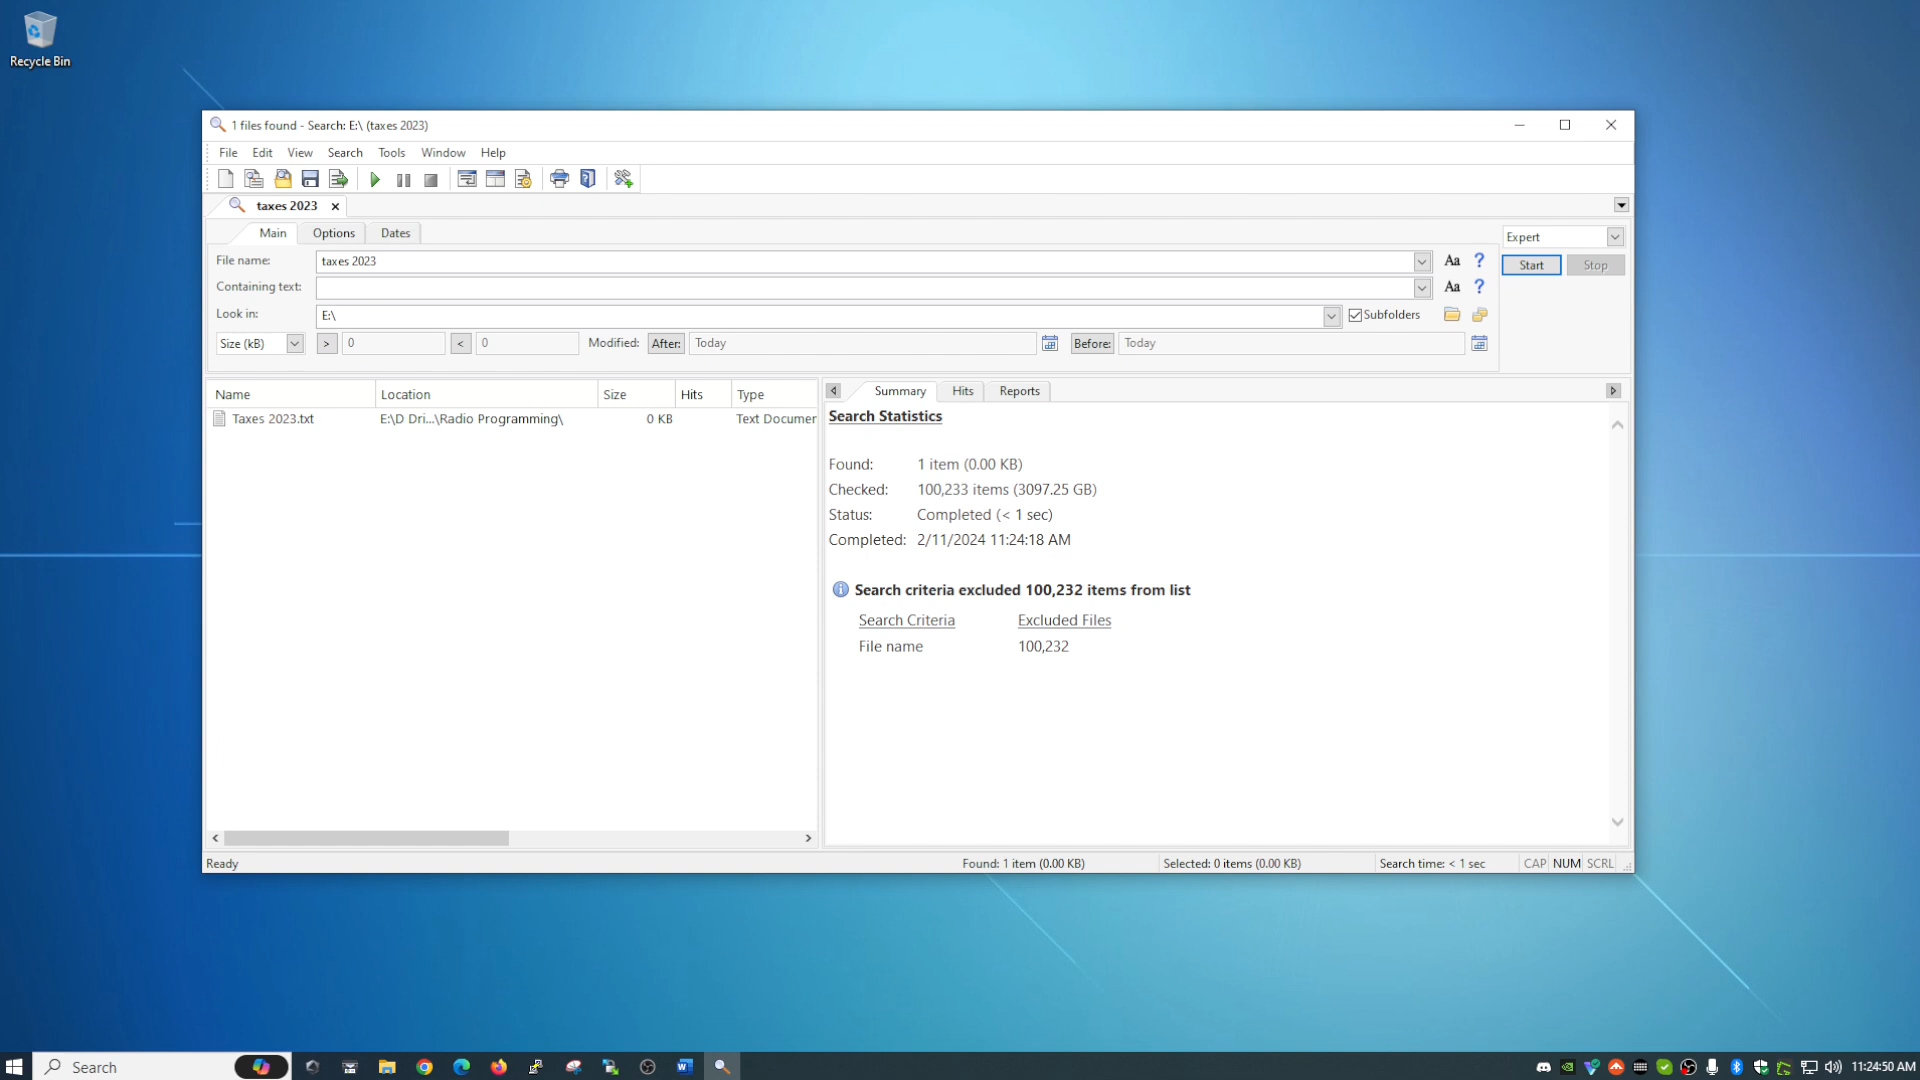 Recycle Bin
1 files found - Search: E:\ (taxes 2023)
File Edit View Search Tools Window Help
taxes 2023
Main Options Dates
Expert
File name: taxes 2023 Aa ?
Start Stop
Containing text: Aa ?
Look in: E:\ Subfolders
Size (kB) > 0 < 0 Modified: After: Today Before: Today
Name Location Size Hits Type
Taxes 2023.txt E:\D Dri...\Radio Programming\ 0 KB Text Documer
Summary Hits Reports
Search Statistics
Found: 1 item (0.00 KB)
Checked: 100,233 items (3097.25 GB)
Status: Completed (< 1 sec)
Completed: 2/11/2024 11:24:18 AM
Search criteria excluded 100,232 items from list
Search Criteria Excluded Files
File name 100,232
Ready Found: 1 item (0.00 KB) Selected: 0 items (0.00 KB) Search time: < 1 sec CAP NUM SCRL
Search 11:24:50 AM